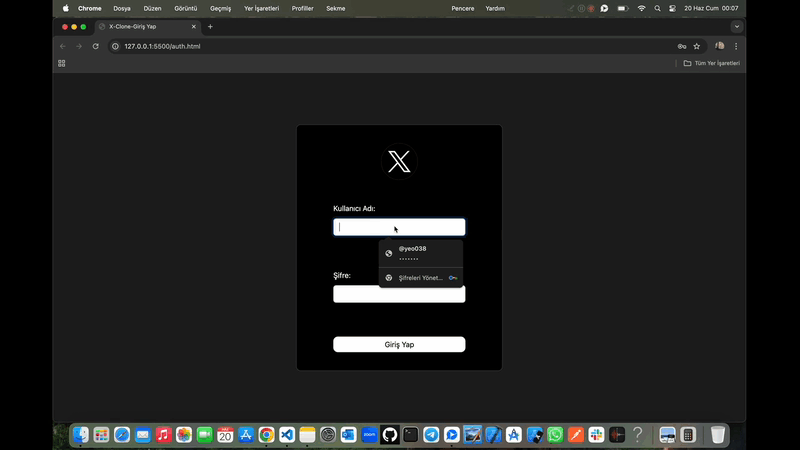 Chrome Dosya Düzen Görüntü Geçmiş Yer İşaretleri Profiller Sekme Pencere Yardım 20 Haz Cum 00:07
X-Clone-Giriş Yap
127.0.0.1:5500/auth.html
Tüm Yer İşaretleri
Kullanıcı Adı:
@yeo038
•••••••
Şifreleri Yönet...
Şifre:
Giriş Yap
20
zoom